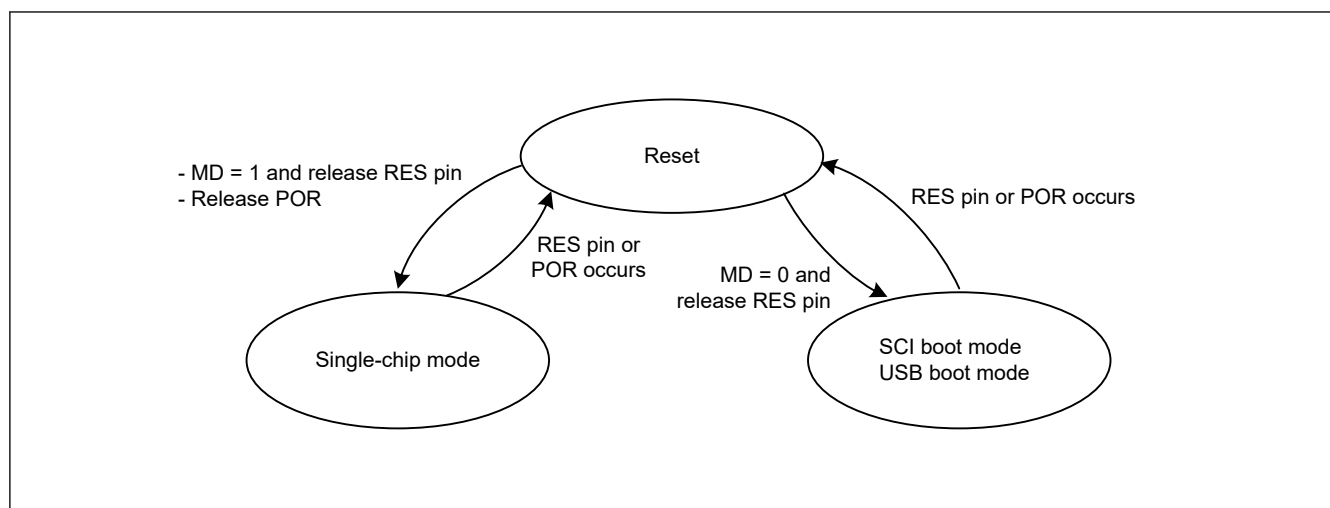 Reset
- MD = 1 and release RES pin
- Release POR
RES pin or POR occurs
RES pin or
POR occurs
MD = 0 and
release RES pin
Single-chip mode
SCI boot mode
USB boot mode